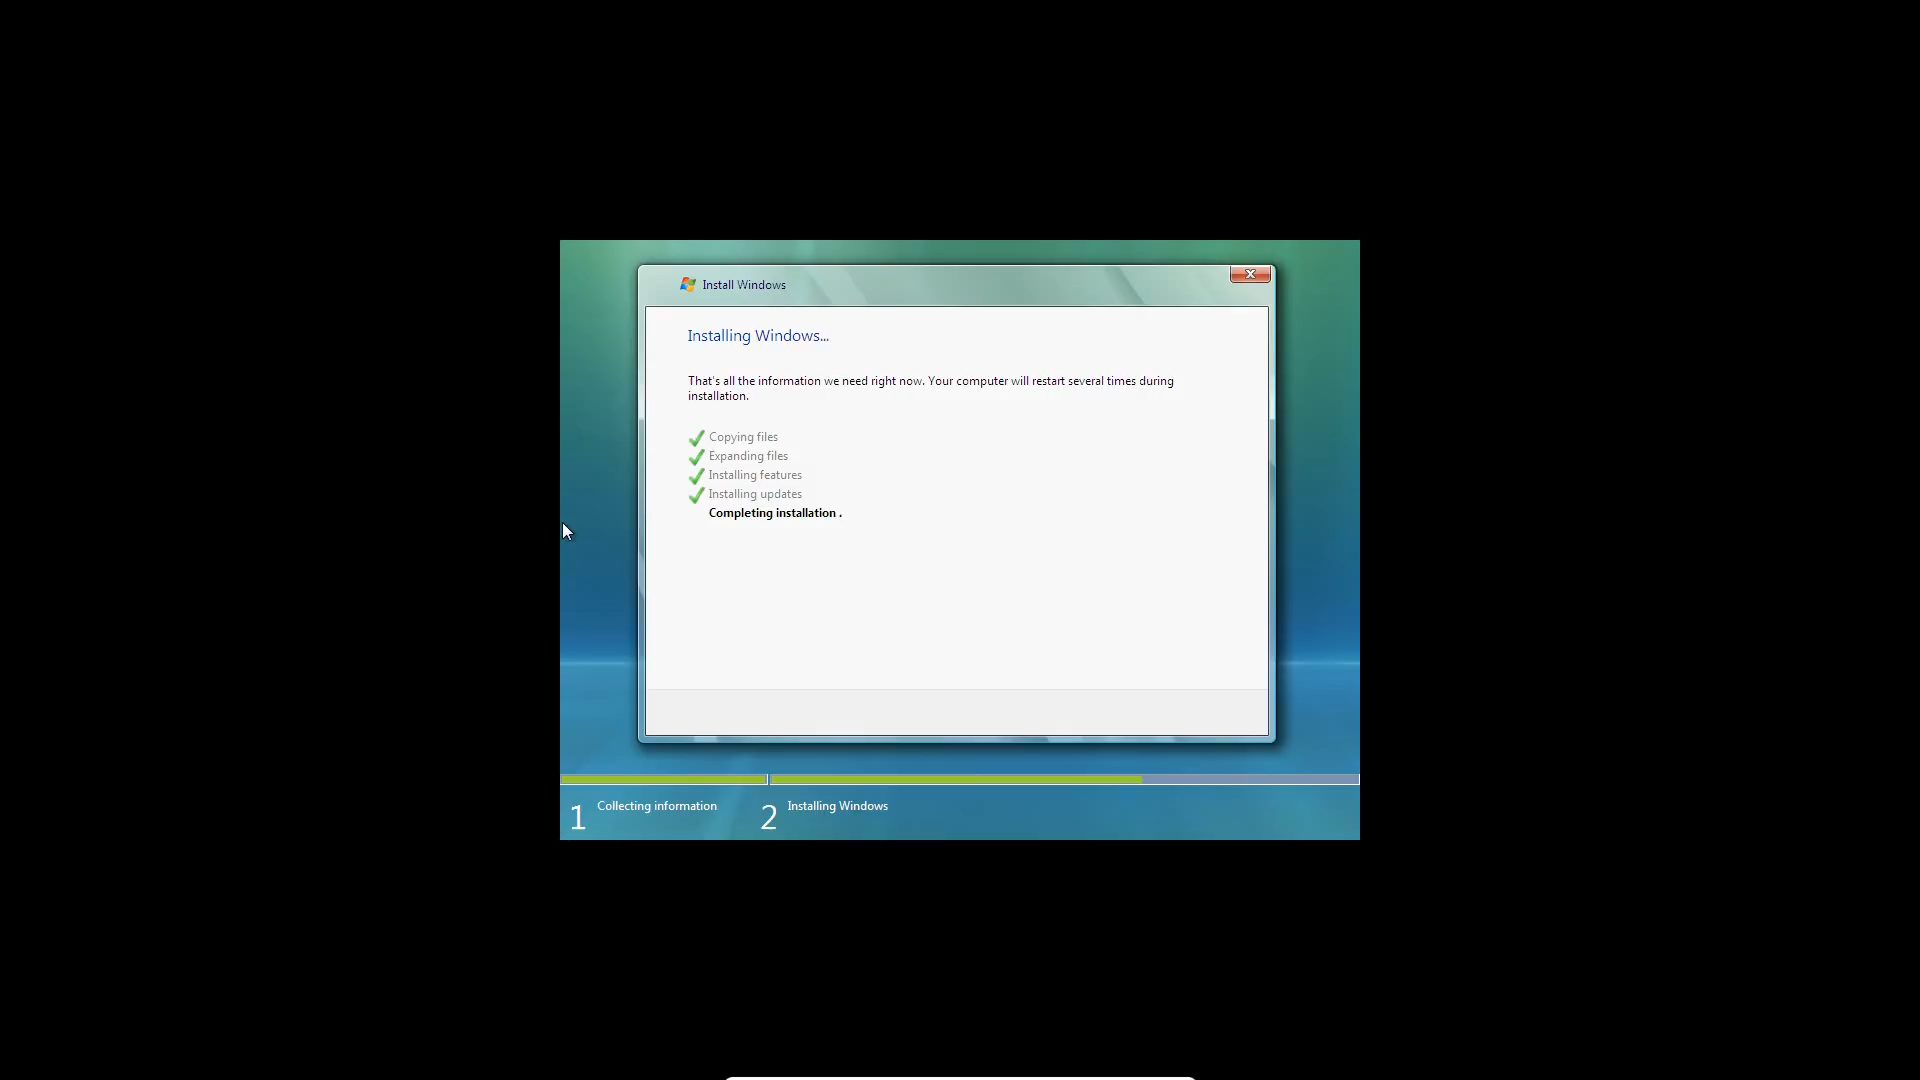 Install Windows
Installing Windows...
That's all the information we need right now. Your computer will restart several times during
installation.
Copying files
Expanding files
Installing features
Installing updates
Completing installation .
1 Collecting information
2 Installing Windows